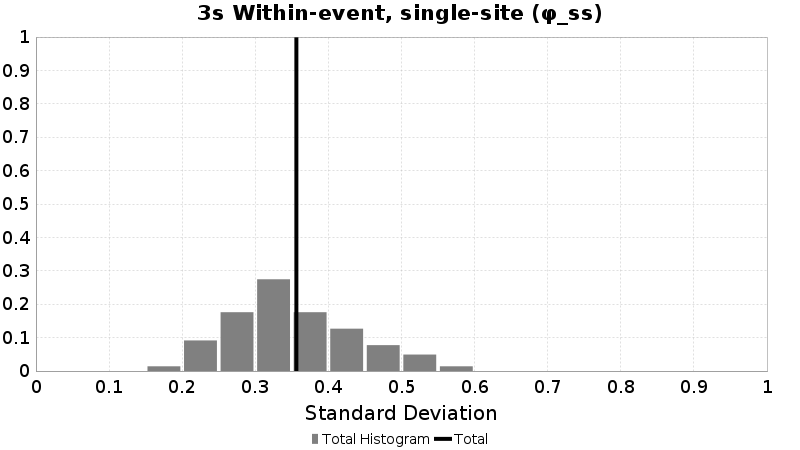 3s Within-event, single-site (φ_ss)
1
0.9
0.8
0.7
0.6
0.5
0.4
0.3
0.2
0.1
0
0 0.1 0.2 0.3 0.4 0.5 0.6 0.7 0.8 0.9 1
Standard Deviation
Total Histogram Total